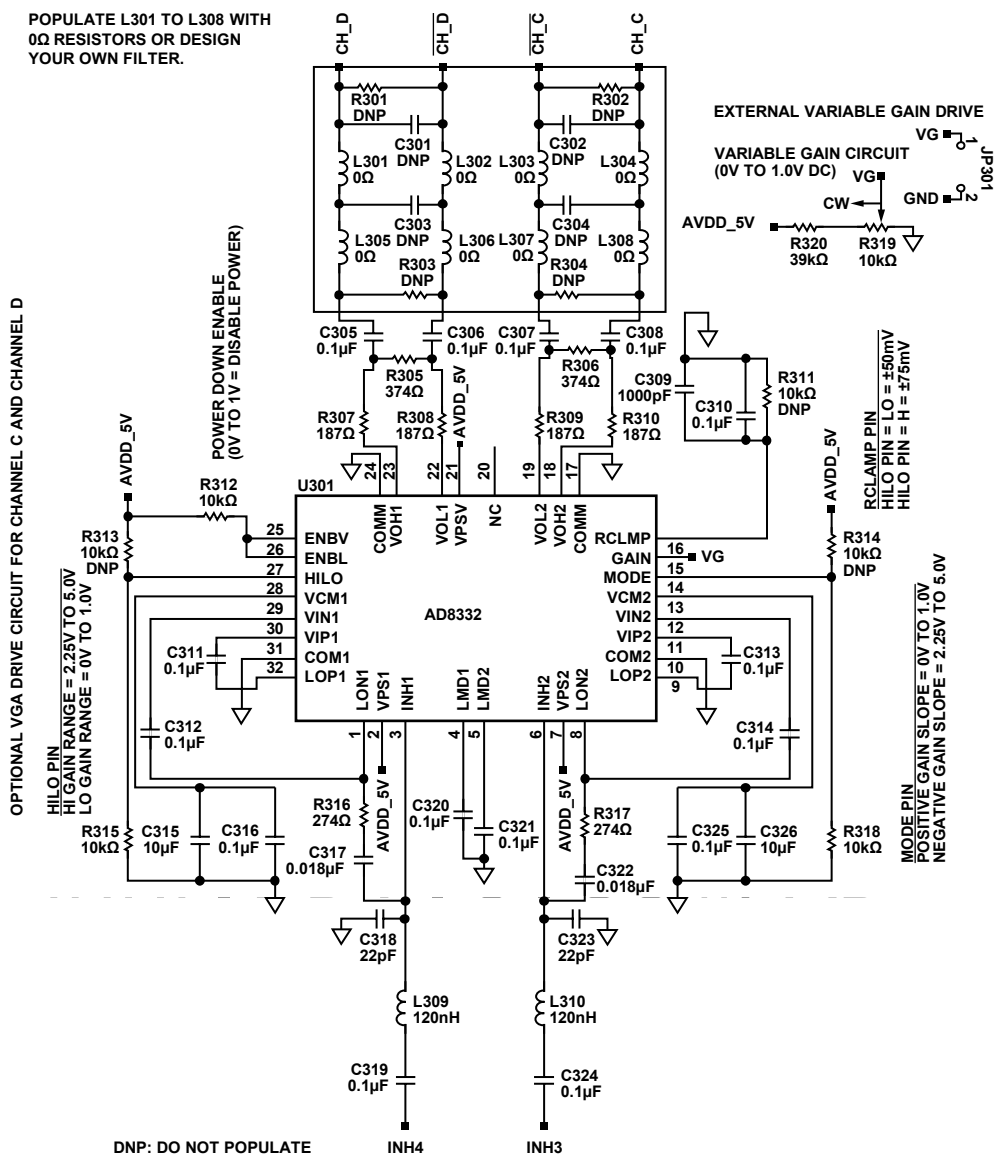 POPULATE L301 TO L308 WITH
0Ω RESISTORS OR DESIGN
YOUR OWN FILTER.
CH_D
CH_D
CH_C
CH_C
R301
DNP
R302
DNP
C301
DNP
C302
DNP
L301
0Ω
L302
0Ω
L303
0Ω
L304
0Ω
C303
DNP
C304
DNP
L305
0Ω
L306
0Ω
L307
0Ω
L308
0Ω
R303
DNP
R304
DNP
EXTERNAL VARIABLE GAIN DRIVE
VG
1
JP301
GND
2
VARIABLE GAIN CIRCUIT
(0V TO 1.0V DC)
VG
CW
AVDD_5V
R320
39kΩ
R319
10kΩ
C305
0.1µF
C306
0.1µF
C307
0.1µF
C308
0.1µF
R305
374Ω
R306
374Ω
R307
187Ω
R308
187Ω
AVDD_5V
R309
187Ω
R310
187Ω
C309
1000pF
C310
0.1µF
R311
10kΩ
DNP
RCLAMP PIN
HILO PIN = LO = ±50mV
HILO PIN = H = ±75mV
OPTIONAL VGA DRIVE CIRCUIT FOR CHANNEL C AND CHANNEL D
POWER DOWN ENABLE
(0V TO 1V = DISABLE POWER)
AVDD_5V
R312
10kΩ
R313
10kΩ
DNP
AVDD_5V
R314
10kΩ
DNP
U301
24
23
22
21
20
19
18
17
COMM
VOH1
VOL1
VPSV
NC
VOL2
VOH2
COMM
25
ENBV
26
ENBL
27
HILO
28
VCM1
29
VIN1
30
VIP1
31
COM1
32
LOP1
AD8332
RCLMP
16
GAIN
VG
15
MODE
14
VCM2
13
VIN2
12
VIP2
11
COM2
10
LOP2
9
LON1
VPS1
INH1
LMD1
LMD2
INH2
VPS2
LON2
1
2
3
4
5
6
7
8
C311
0.1µF
C312
0.1µF
C313
0.1µF
C314
0.1µF
HILO PIN
HI GAIN RANGE = 2.25V TO 5.0V
LO GAIN RANGE = 0V TO 1.0V
MODE PIN
POSITIVE GAIN SLOPE = 0V TO 1.0V
NEGATIVE GAIN SLOPE = 2.25V TO 5.0V
R315
10kΩ
C315
10µF
C316
0.1µF
R316
274Ω
AVDD_5V
C317
0.018µF
C320
0.1µF
C321
0.1µF
AVDD_5V
R317
274Ω
C322
0.018µF
C325
0.1µF
C326
10µF
R318
10kΩ
C318
22pF
C323
22pF
L309
120nH
L310
120nH
C319
0.1µF
C324
0.1µF
DNP: DO NOT POPULATE
INH4
INH3